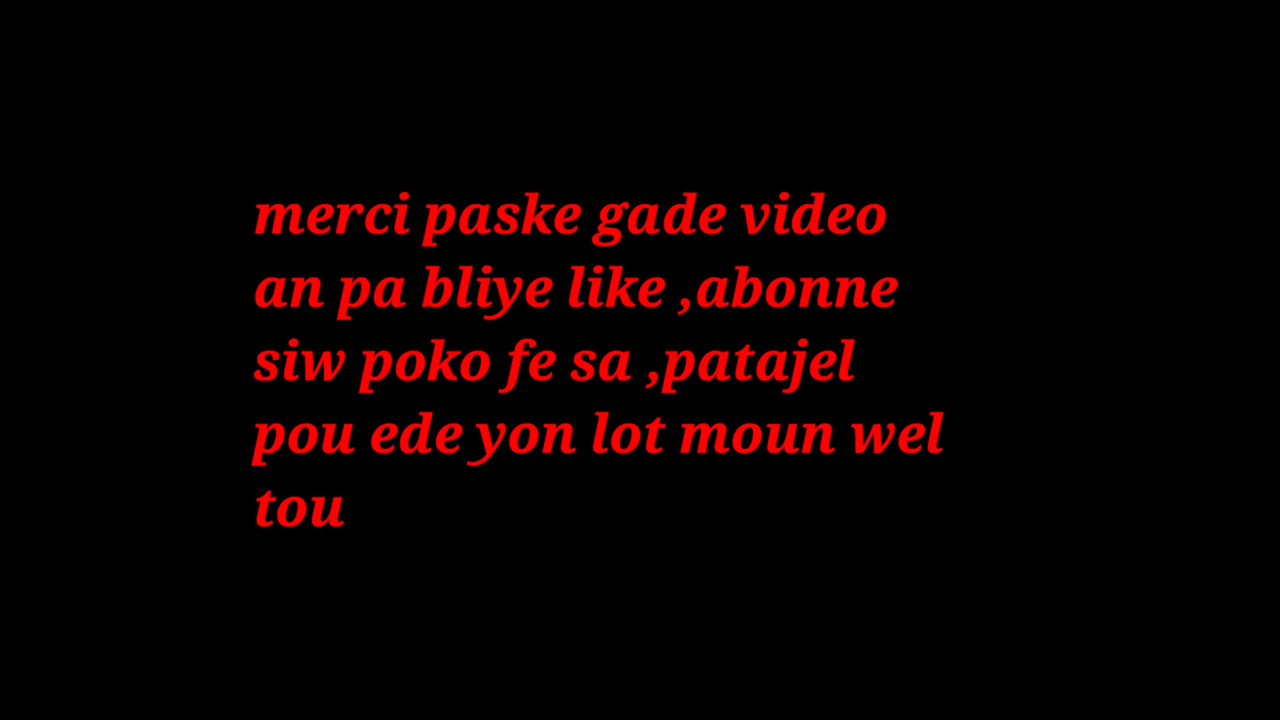 merci paske gade video
an pa bliye like ,abonne
siw poko fe sa ,patajel
pou ede yon lot moun wel
tou